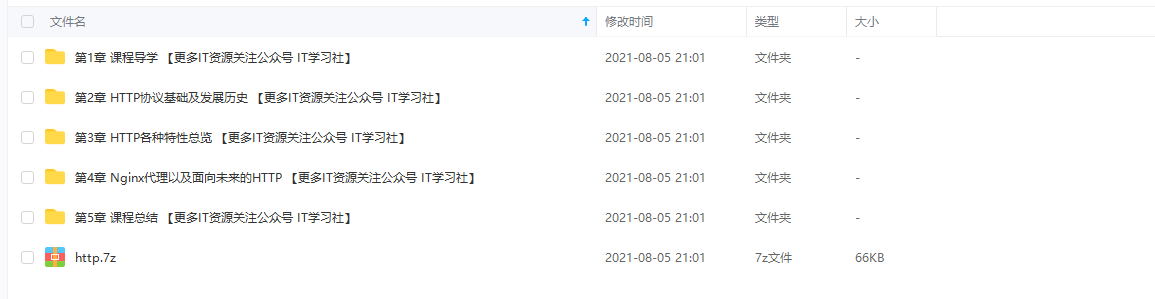 文件名 修改时间 类型 大小
第1章 课程导学 【更多IT资源关注公众号 IT学习社】 2021-08-05 21:01 文件夹 -
第2章 HTTP协议基础及发展历史 【更多IT资源关注公众号 IT学习社】 2021-08-05 21:01 文件夹 -
第3章 HTTP各种特性总览 【更多IT资源关注公众号 IT学习社】 2021-08-05 21:01 文件夹 -
第4章 Nginx代理以及面向未来的HTTP 【更多IT资源关注公众号 IT学习社】 2021-08-05 21:01 文件夹 -
第5章 课程总结 【更多IT资源关注公众号 IT学习社】 2021-08-05 21:01 文件夹 -
http.7z 2021-08-05 21:01 7z文件 66KB